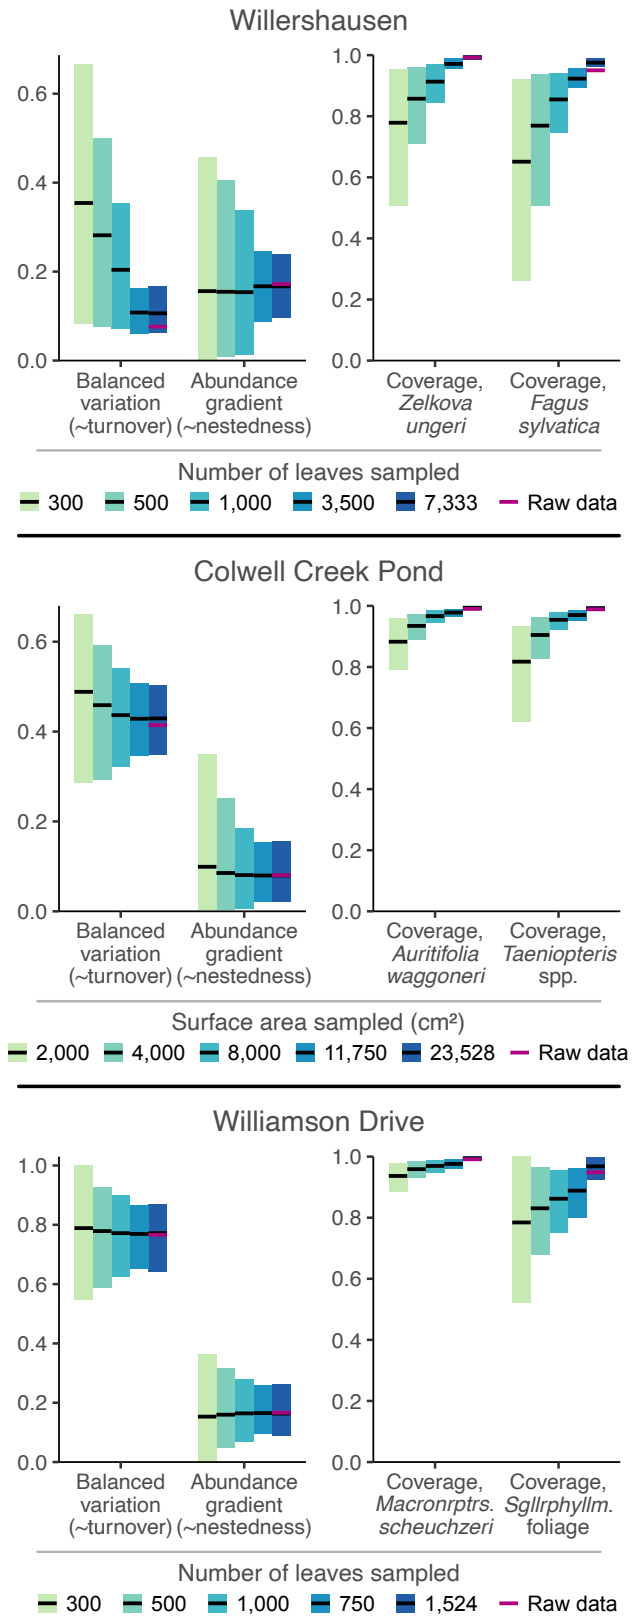 Willershausen
0.6
0.4
0.2
0.0
1.0
0.8
0.6
0.4
0.2
0.0
Balanced variation (~turnover)
Abundance gradient (~nestedness)
Coverage, Zelkova ungeri
Coverage, Fagus sylvatica
Number of leaves sampled
300 500 1,000 3,500 7,333 Raw data
Colwell Creek Pond
0.6
0.4
0.2
0.0
1.0
0.8
0.6
0.4
0.2
0.0
Balanced variation (~turnover)
Abundance gradient (~nestedness)
Coverage, Auritifolia waggoneri
Coverage, Taeniopteris spp.
Surface area sampled (cm²)
2,000 4,000 8,000 11,750 23,528 Raw data
Williamson Drive
1.0
0.8
0.6
0.4
0.2
0.0
1.0
0.8
0.6
0.4
0.2
0.0
Balanced variation (~turnover)
Abundance gradient (~nestedness)
Coverage, Macronrptrs. scheuchzeri
Coverage, Sgllrphyllm. foliage
Number of leaves sampled
300 500 1,000 750 1,524 Raw data